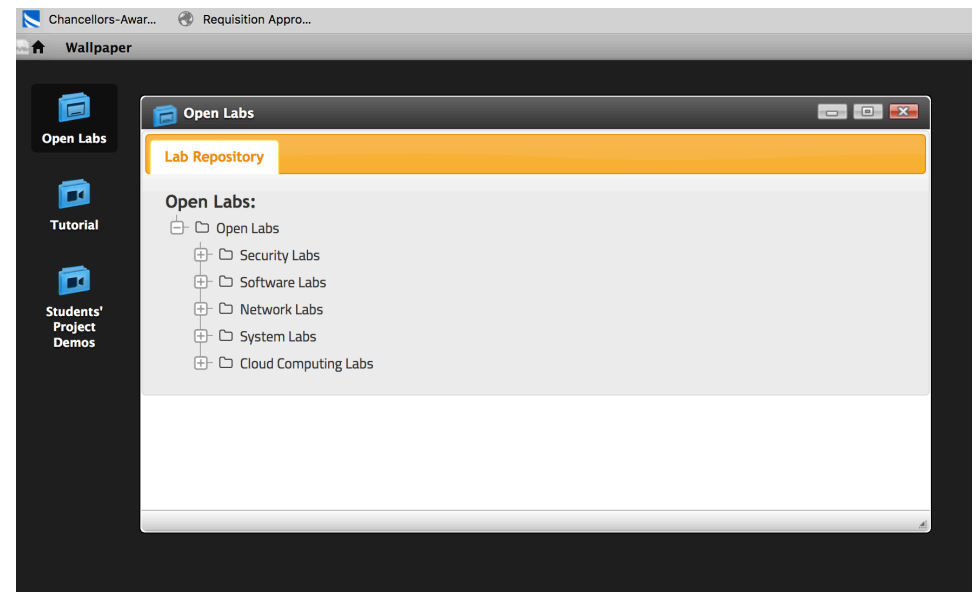 Chancellors-Awar... Requisition Appro...
Wallpaper
Open Labs
Tutorial
Students'
Project
Demos
Open Labs
Lab Repository
Open Labs:
Open Labs
Security Labs
Software Labs
Network Labs
System Labs
Cloud Computing Labs